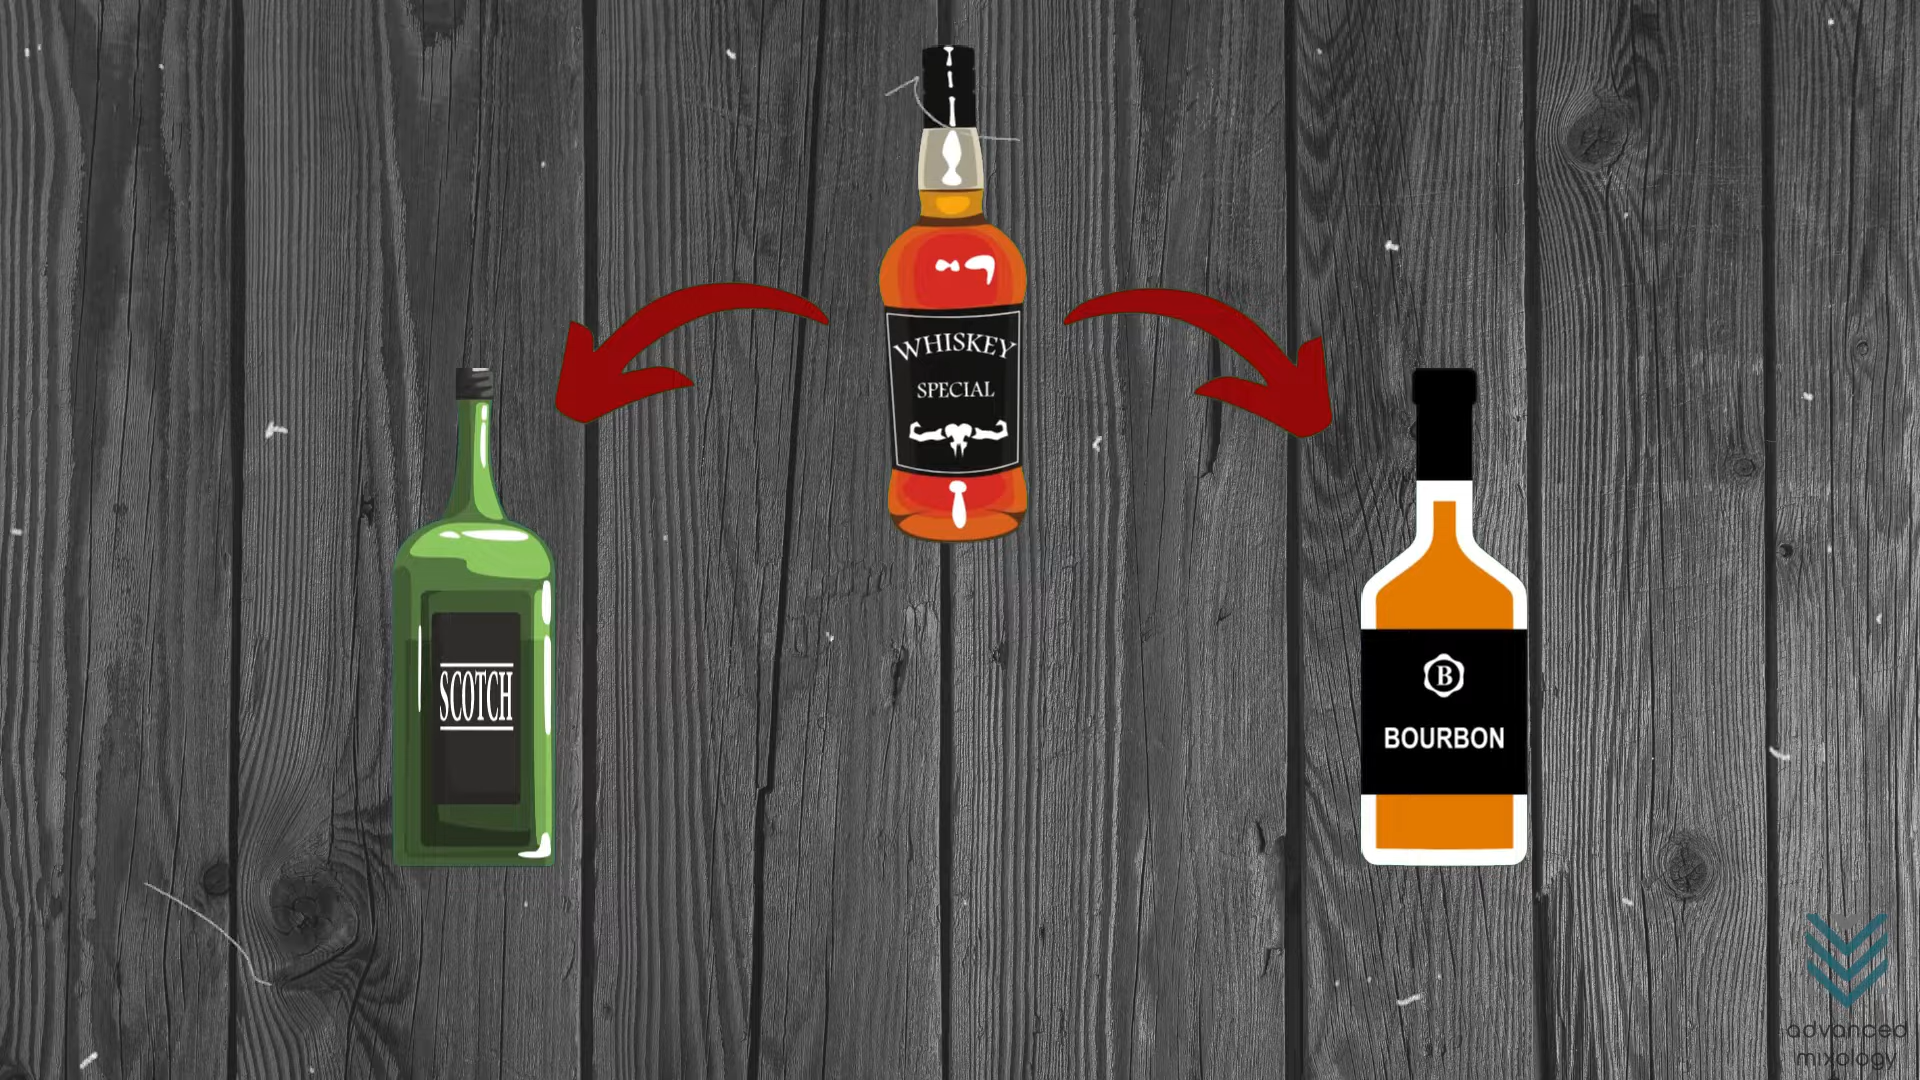 WHISKEY
SPECIAL
SCOTCH
B
BOURBON
advanced
mixology